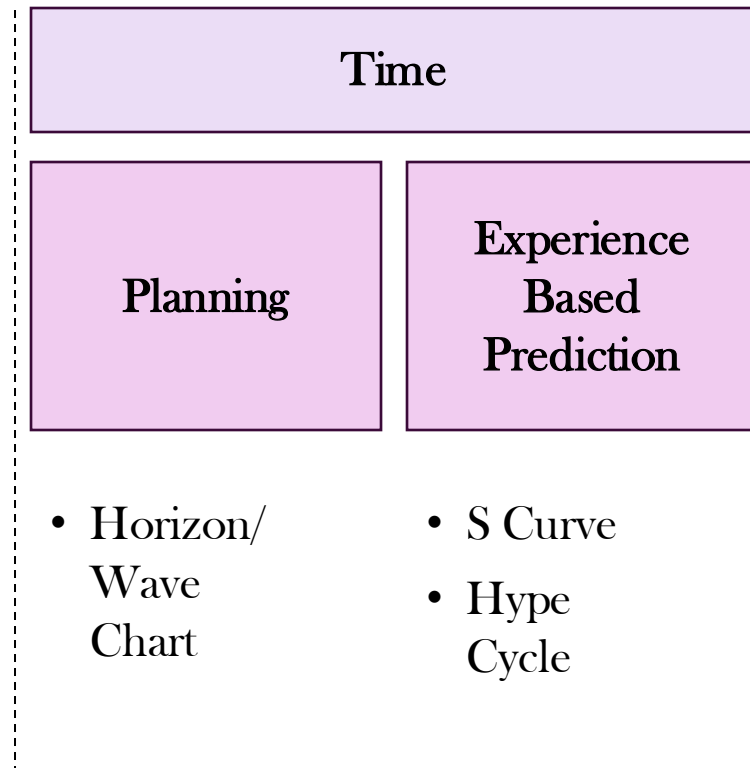 Time
Planning
Experience
Based
Prediction
• Horizon/
Wave
Chart
• S Curve
• Hype
Cycle